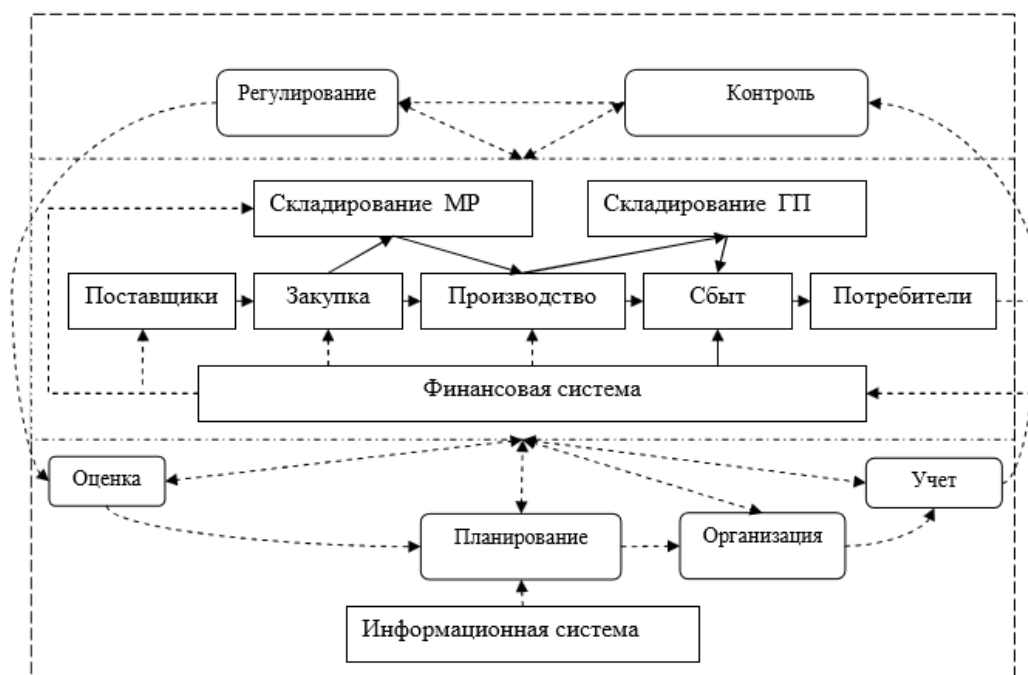 Регулирование
Контроль
Складирование МР
Складирование ГП
Поставщики
Закупка
Производство
Сбыт
Потребители
Финансовая система
Оценка
Учет
Планирование
Организация
Информационная система